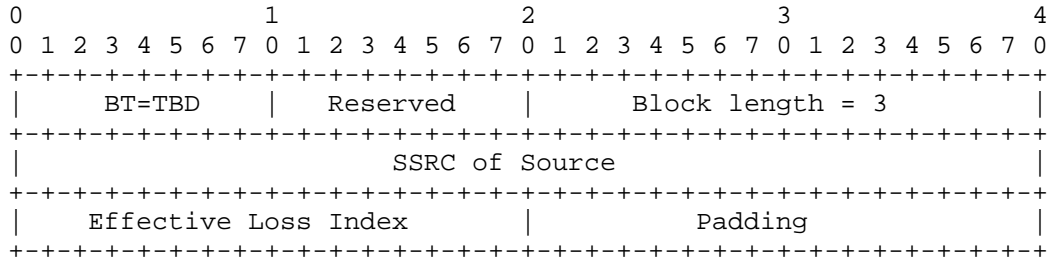 0               1               2               3               4
0 1 2 3 4 5 6 7 0 1 2 3 4 5 6 7 0 1 2 3 4 5 6 7 0 1 2 3 4 5 6 7 0
+-+-+-+-+-+-+-+-+-+-+-+-+-+-+-+-+-+-+-+-+-+-+-+-+-+-+-+-+-+-+-+-+
|     BT=TBD    |   Reserved    |      Block length = 3         |
+-+-+-+-+-+-+-+-+-+-+-+-+-+-+-+-+-+-+-+-+-+-+-+-+-+-+-+-+-+-+-+-+
|                       SSRC of Source                          |
+-+-+-+-+-+-+-+-+-+-+-+-+-+-+-+-+-+-+-+-+-+-+-+-+-+-+-+-+-+-+-+-+
|    Effective Loss Index       |          Padding              |
+-+-+-+-+-+-+-+-+-+-+-+-+-+-+-+-+-+-+-+-+-+-+-+-+-+-+-+-+-+-+-+-+